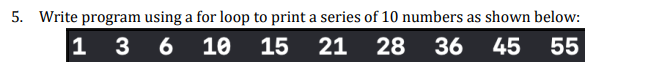 5. Write program using a for loop to print a series of 10 numbers as shown below:
1 3 6 10 15 21 28 36 45 55